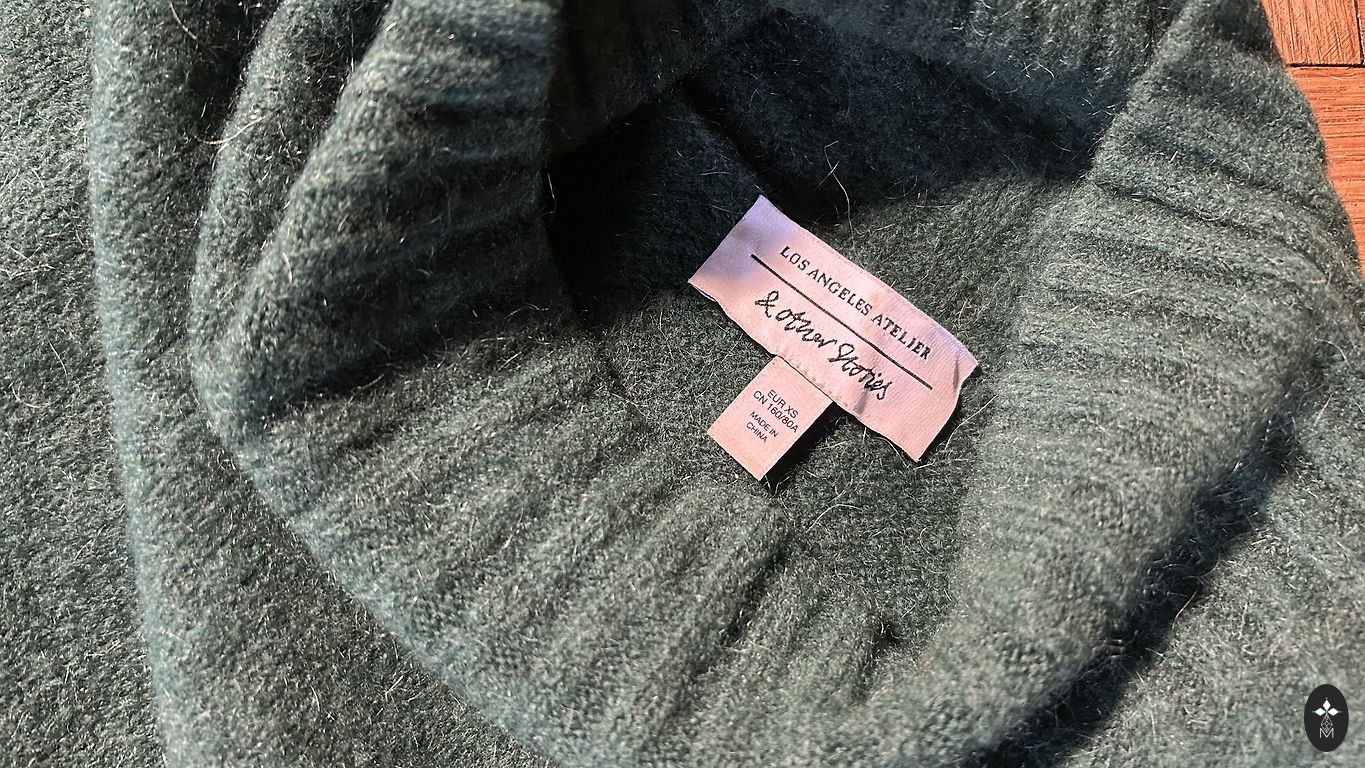 LOS ANGELES ATELIER
& other Stories
EUR XS
CN 160/80A
MADE IN
CHINA
M